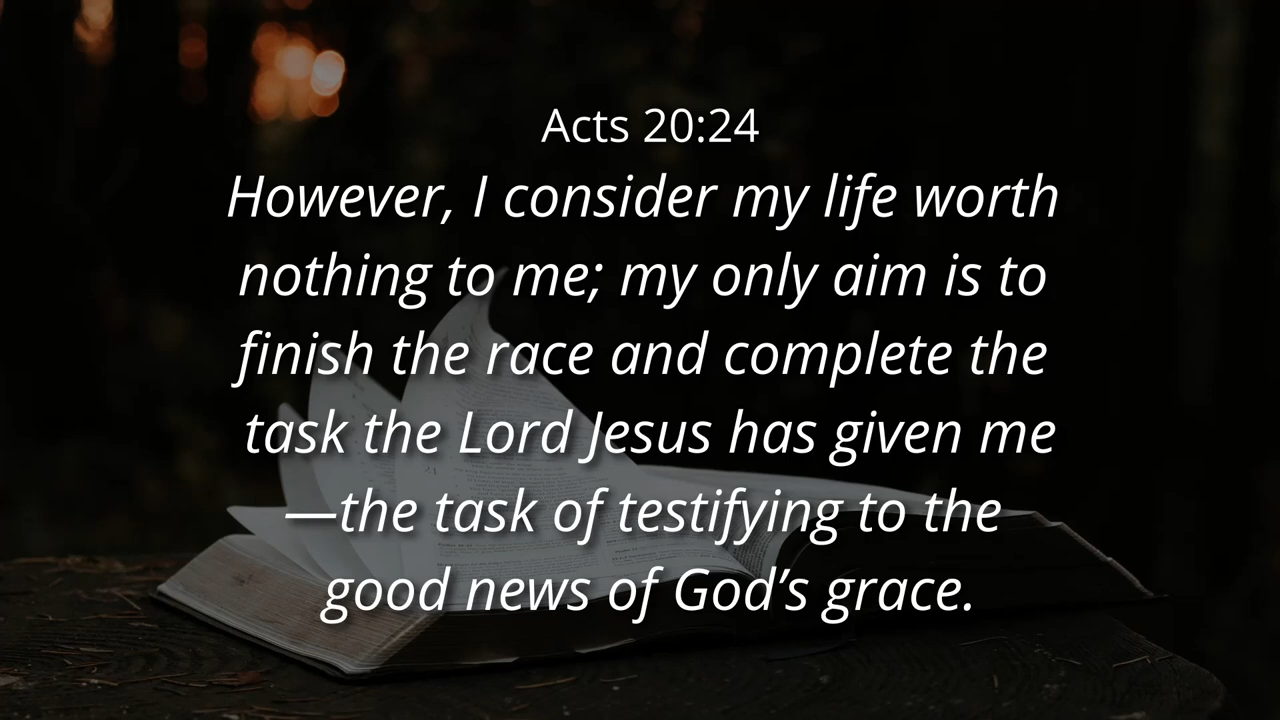 Acts 20:24
However, I consider my life worth
nothing to me; my only aim is to
finish the race and complete the
task the Lord Jesus has given me
—the task of testifying to the
good news of God’s grace.